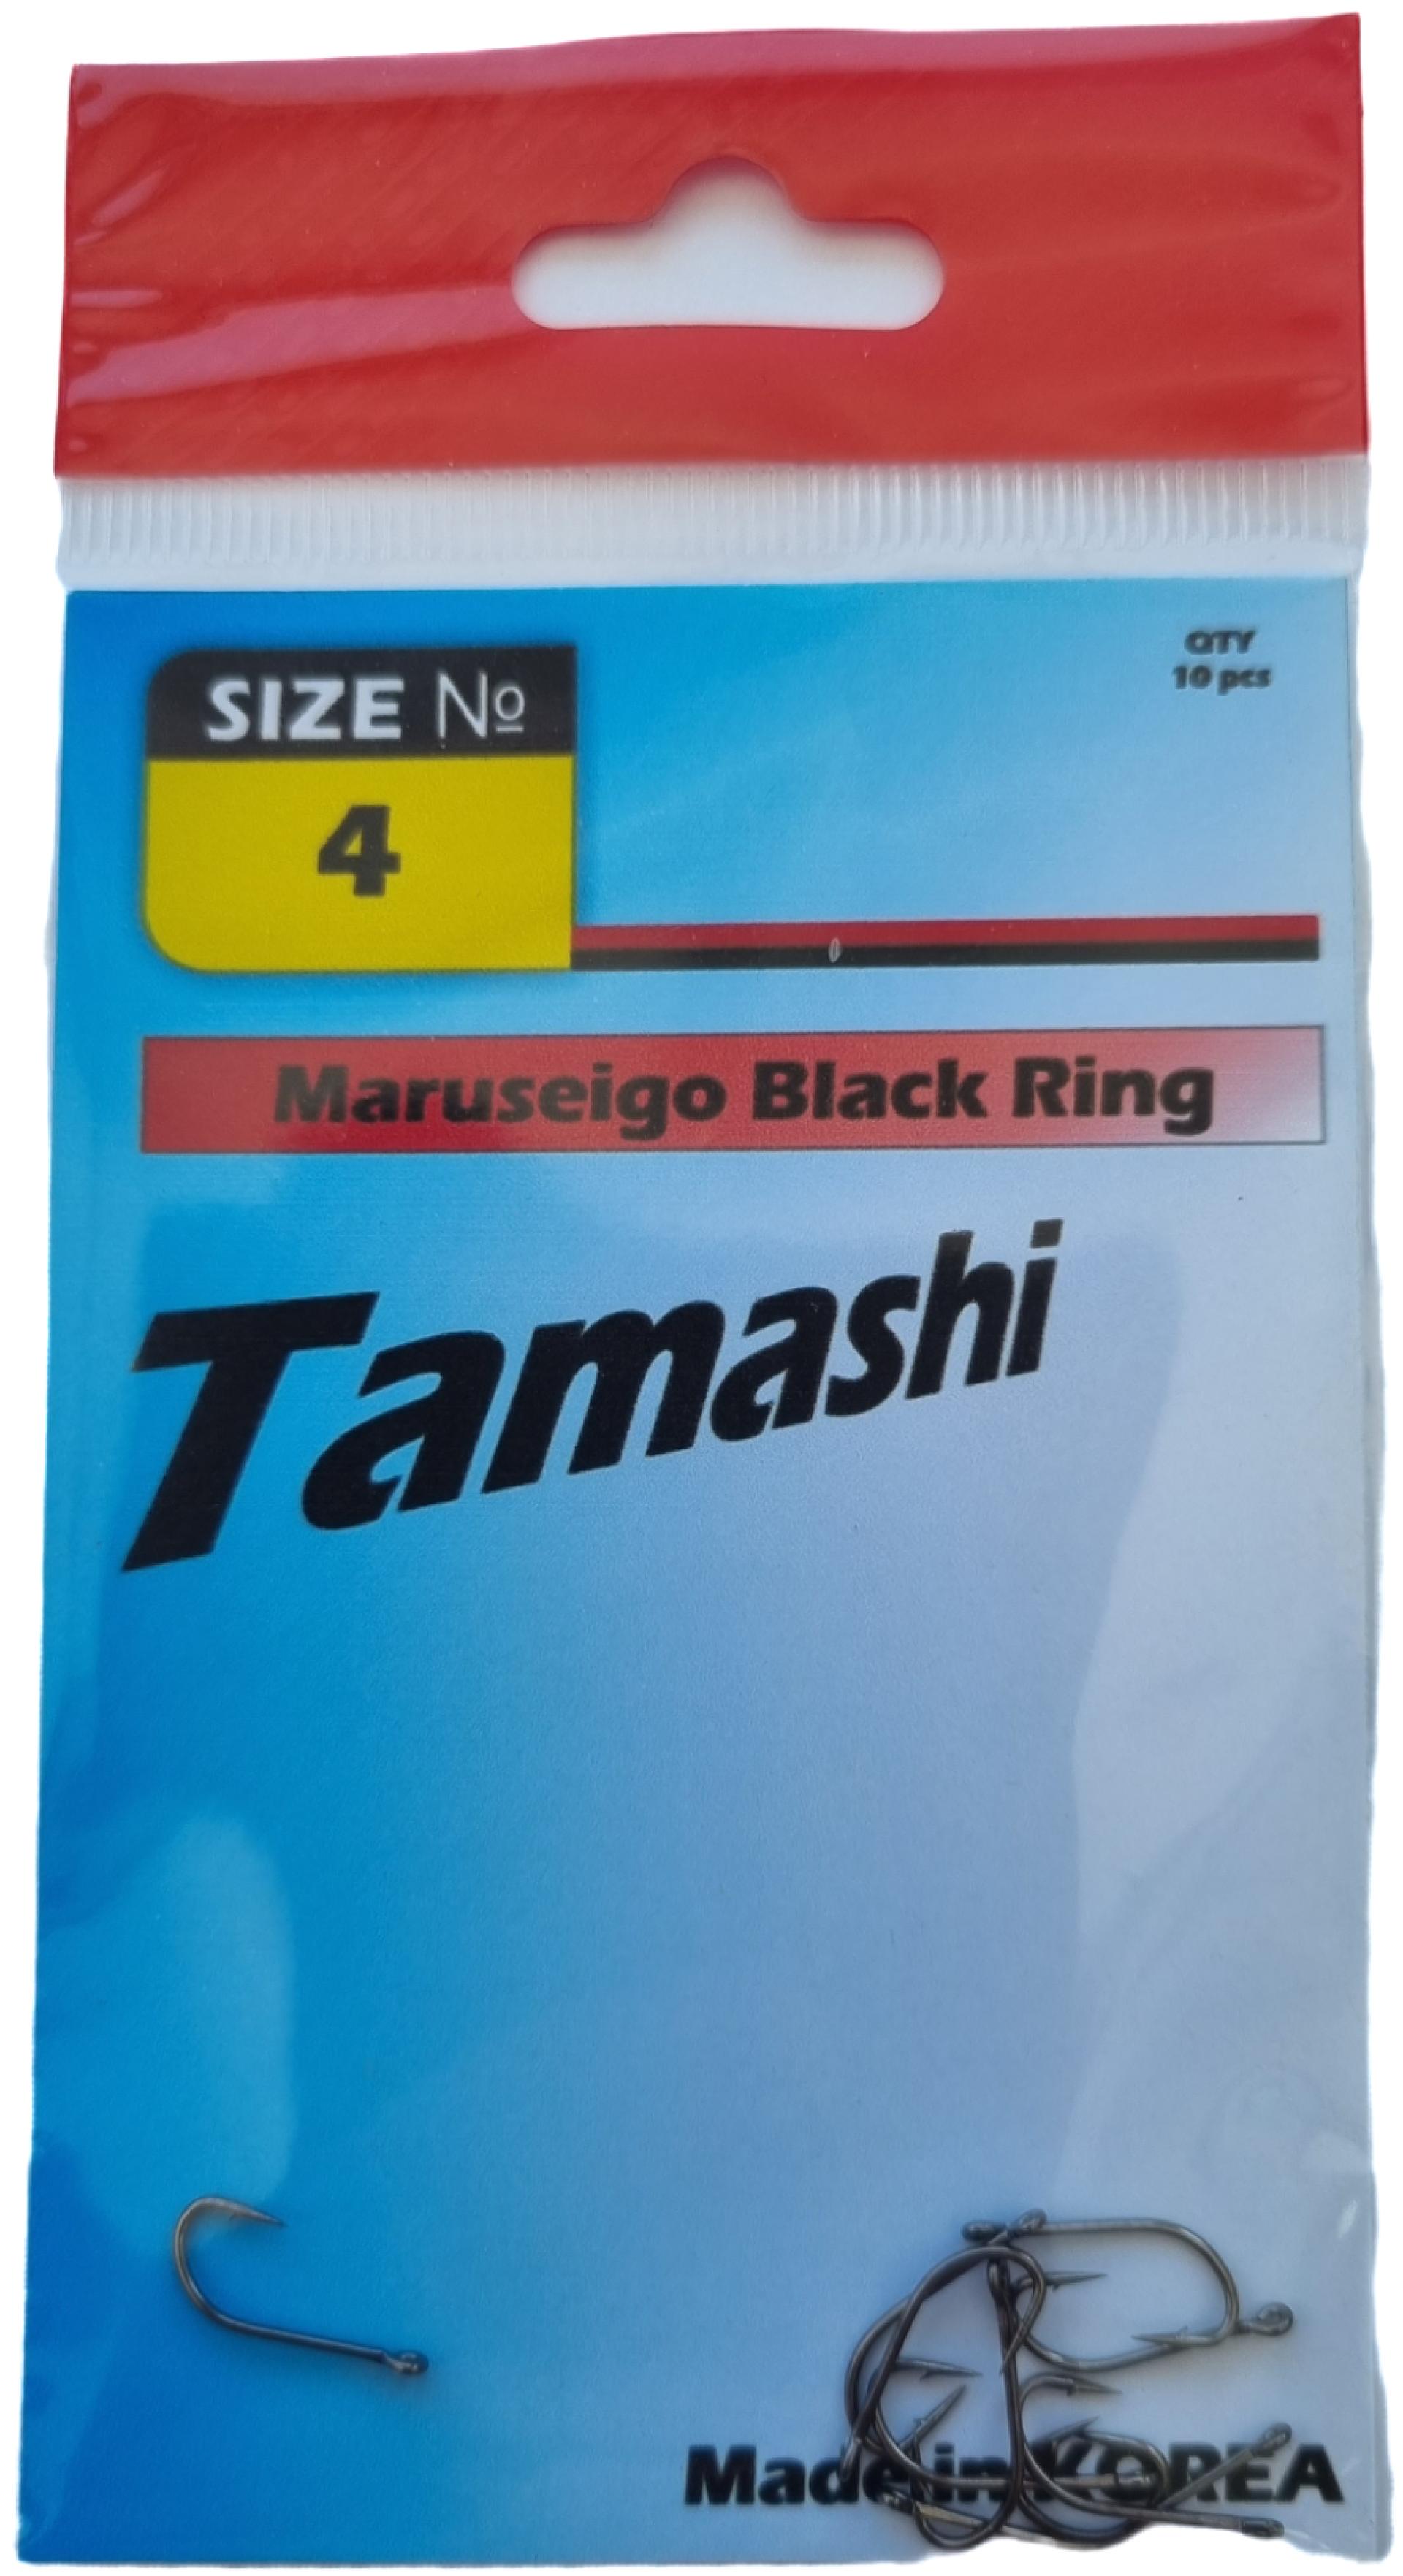 QTY
10 pcs
SIZE №
4
Maruseigo Black Ring
Tamashi
Made in KOREA